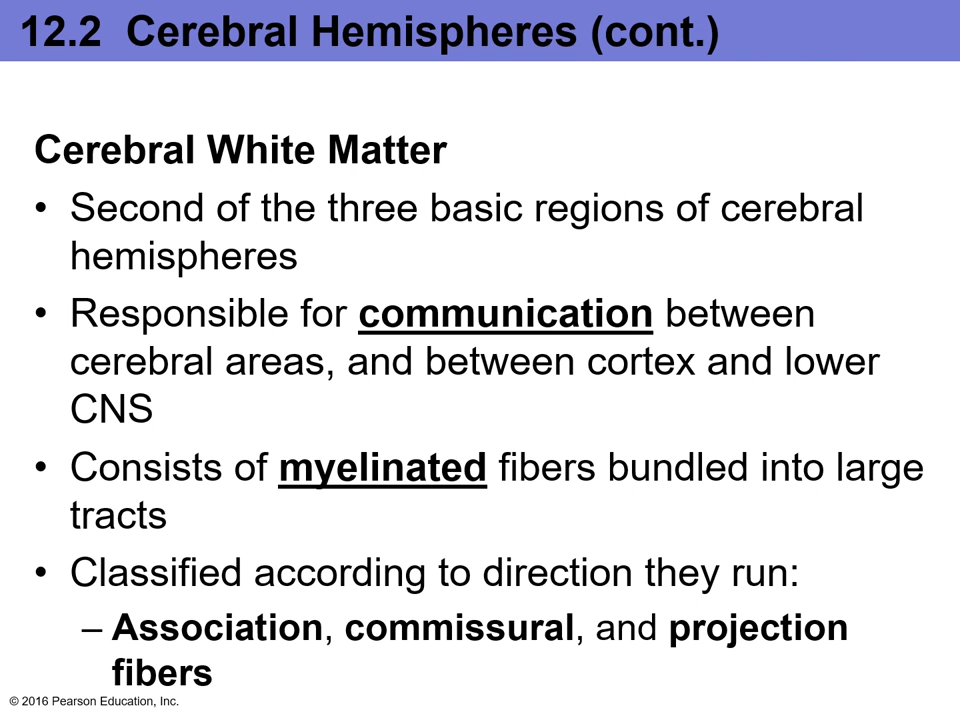 12.2 Cerebral Hemispheres (cont.)
Cerebral White Matter
• Second of the three basic regions of cerebral
hemispheres
• Responsible for communication between
cerebral areas, and between cortex and lower
CNS
• Consists of myelinated fibers bundled into large
tracts
• Classified according to direction they run:
– Association, commissural, and projection
fibers
© 2016 Pearson Education, Inc.